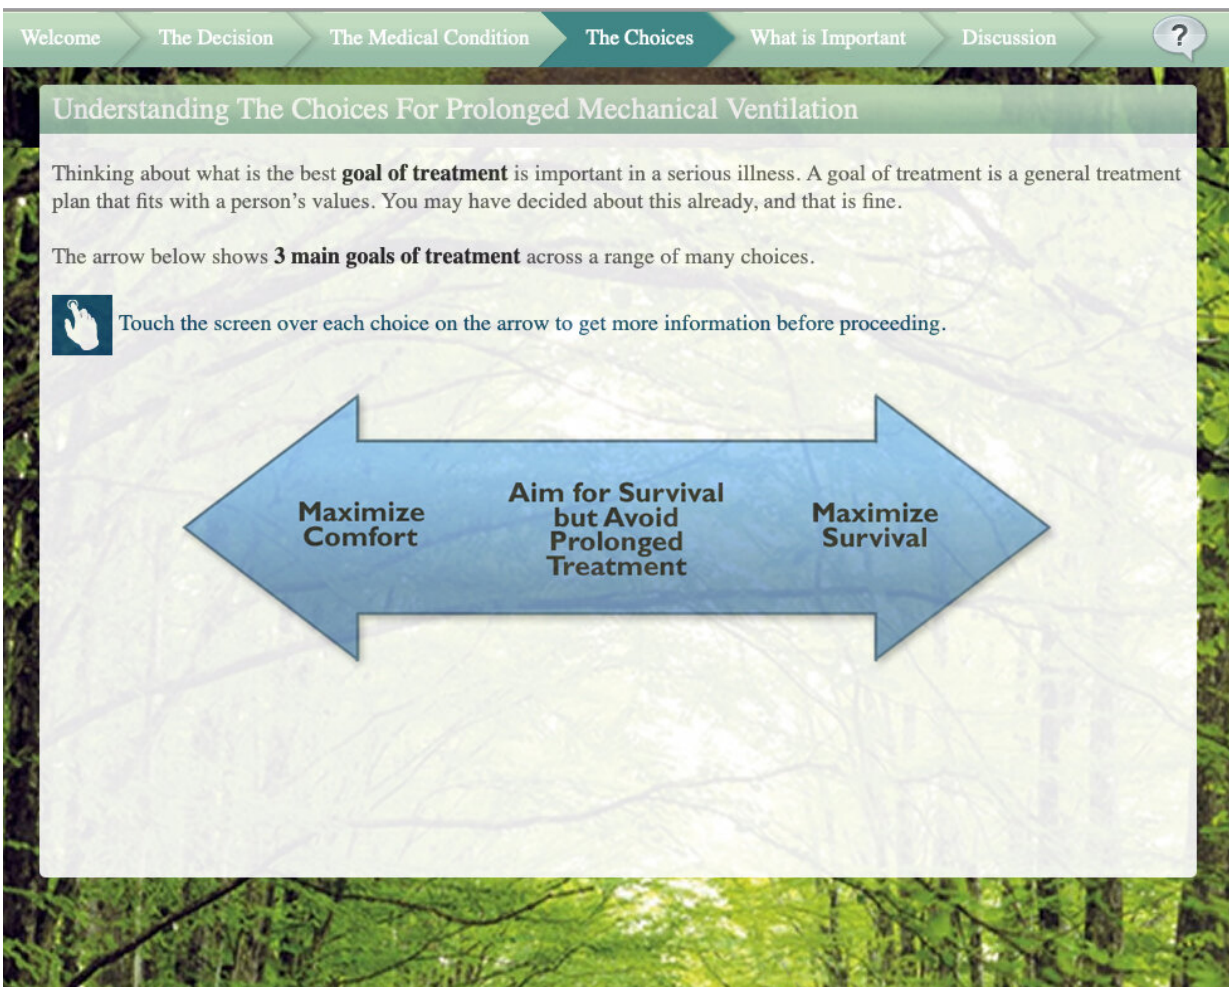 Welcome
The Decision
The Medical Condition
The Choices
What is Important
Discussion
?
Understanding The Choices For Prolonged Mechanical Ventilation
Thinking about what is the best goal of treatment is important in a serious illness. A goal of treatment is a general treatment
plan that fits with a person's values. You may have decided about this already, and that is fine.
The arrow below shows 3 main goals of treatment across a range of many choices.
Touch the screen over each choice on the arrow to get more information before proceeding.
Maximize
Comfort
Aim for Survival
but Avoid
Prolonged
Treatment
Maximize
Survival